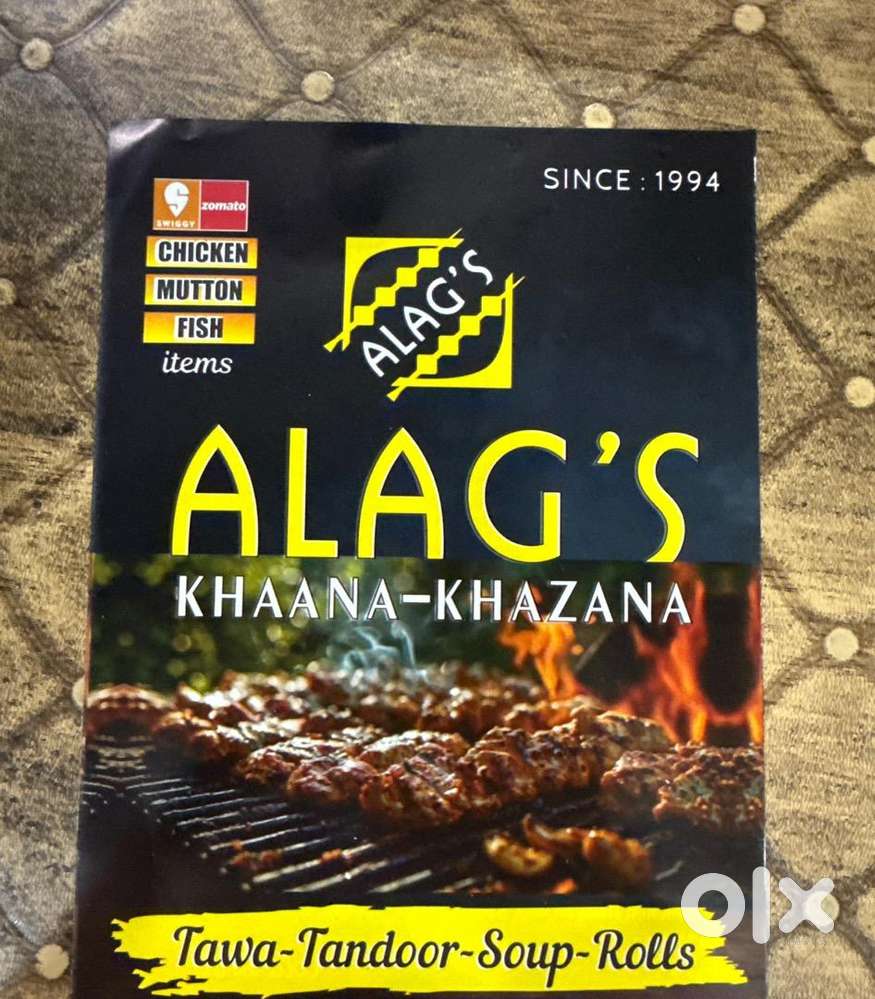 SINCE : 1994
SWIGGY
zomato
CHICKEN
MUTTON
FISH
items
ALAG'S
ALAG'S
KHAANA-KHAZANA
Tawa-Tandoor-Soup-Rolls
olx